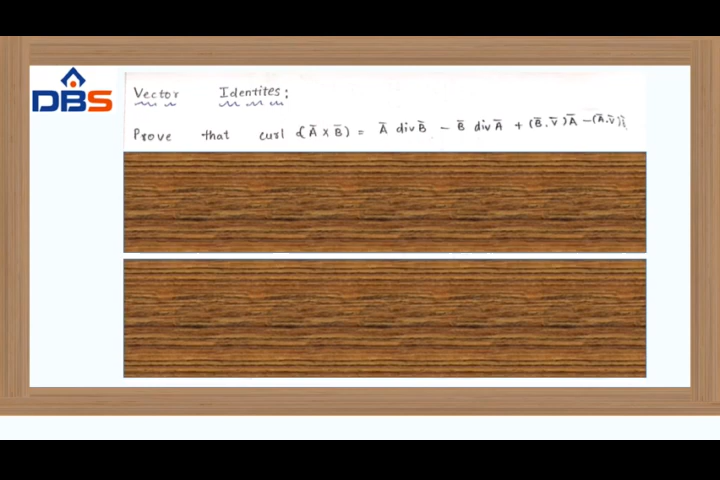 DBS
Vector Identites:
Prove that curl (Ā × B̄) = Ā div B̄ - B̄ div Ā + (B̄.∇̄)Ā - (Ā.∇̄)